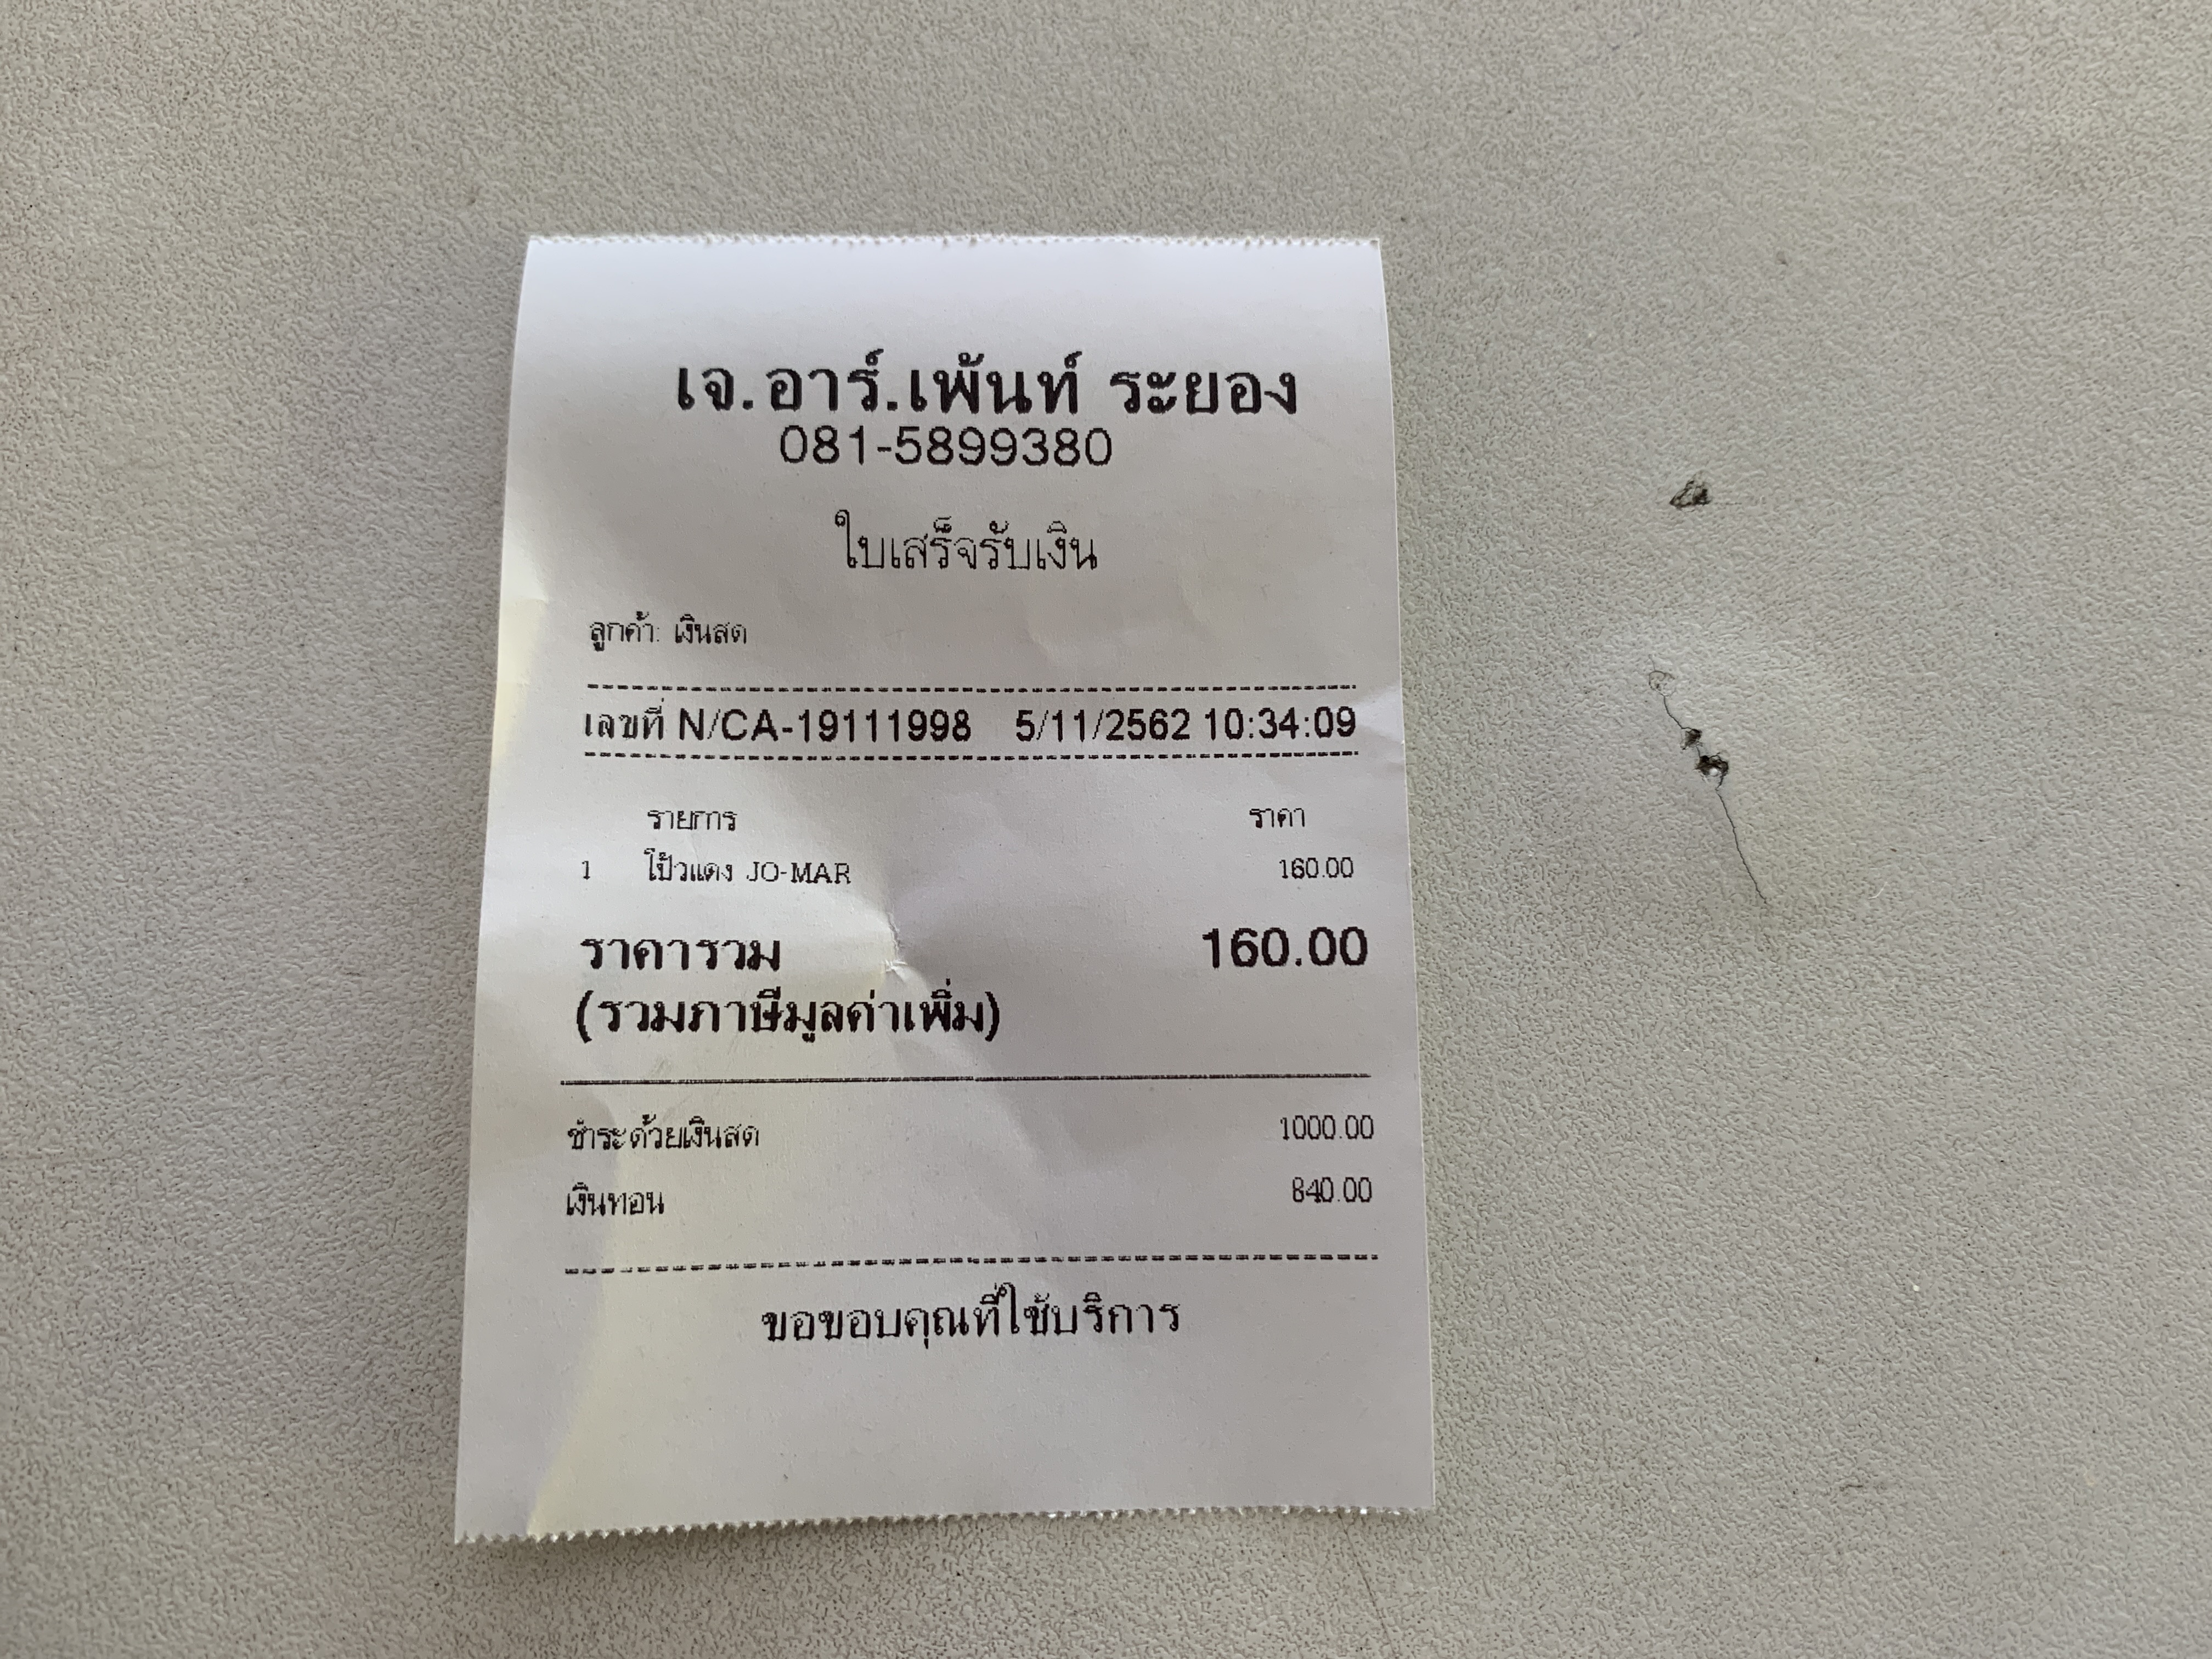 เจ.อาร์.เพ้นท์ ระยอง
081-5899380
ใบเสร็จรับเงิน
ลูกค้า: เงินสด
เลขที่ N/CA-19111998 5/11/2562 10:34:09
รายการ ราคา
1 โป้วแดง JO-MAR 160.00
ราคารวม 160.00
(รวมภาษีมูลค่าเพิ่ม)
ชำระด้วยเงินสด 1000.00
เงินทอน 840.00
ขอขอบคุณที่ใช้บริการ